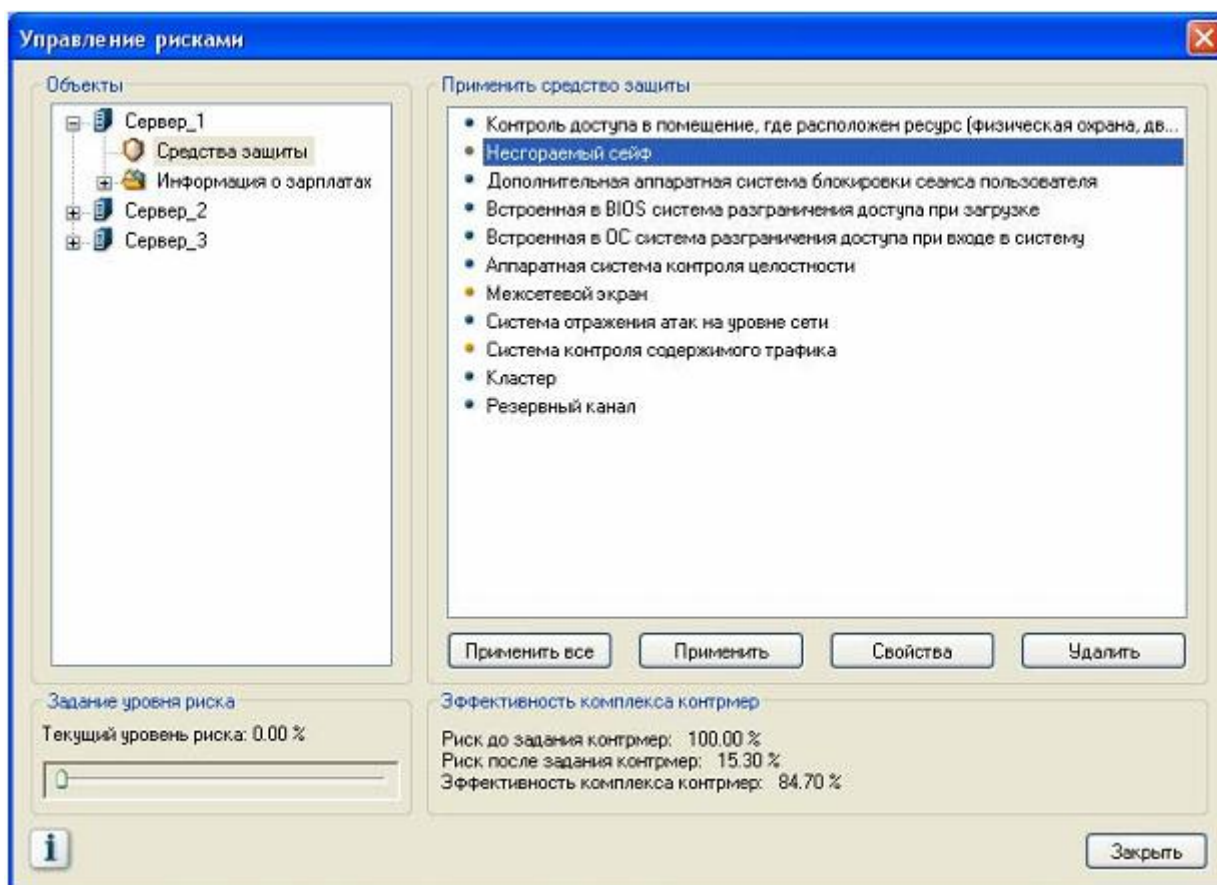 Управление рисками
Объекты
Сервер_1
Средства защиты
Информация о зарплатах
Сервер_2
Сервер_3
Применить средство защиты
Контроль доступа в помещение, где расположен ресурс (физическая охрана, дв...
Несгораемый сейф
Дополнительная аппаратная система блокировки сеанса пользователя
Встроенная в BIOS система разграничения доступа при загрузке
Встроенная в ОС система разграничения доступа при входе в систему
Аппаратная система контроля целостности
Межсетевой экран
Система отражения атак на уровне сети
Система контроля содержимого трафика
Кластер
Резервный канал
Применить все
Применить
Свойства
Удалить
Задание уровня риска
Текущий уровень риска: 0.00 %
Эффективность комплекса контрмер
Риск до задания контрмер: 100.00 %
Риск после задания контрмер: 15.30 %
Эффективность комплекса контрмер: 84.70 %
i
Закрыть